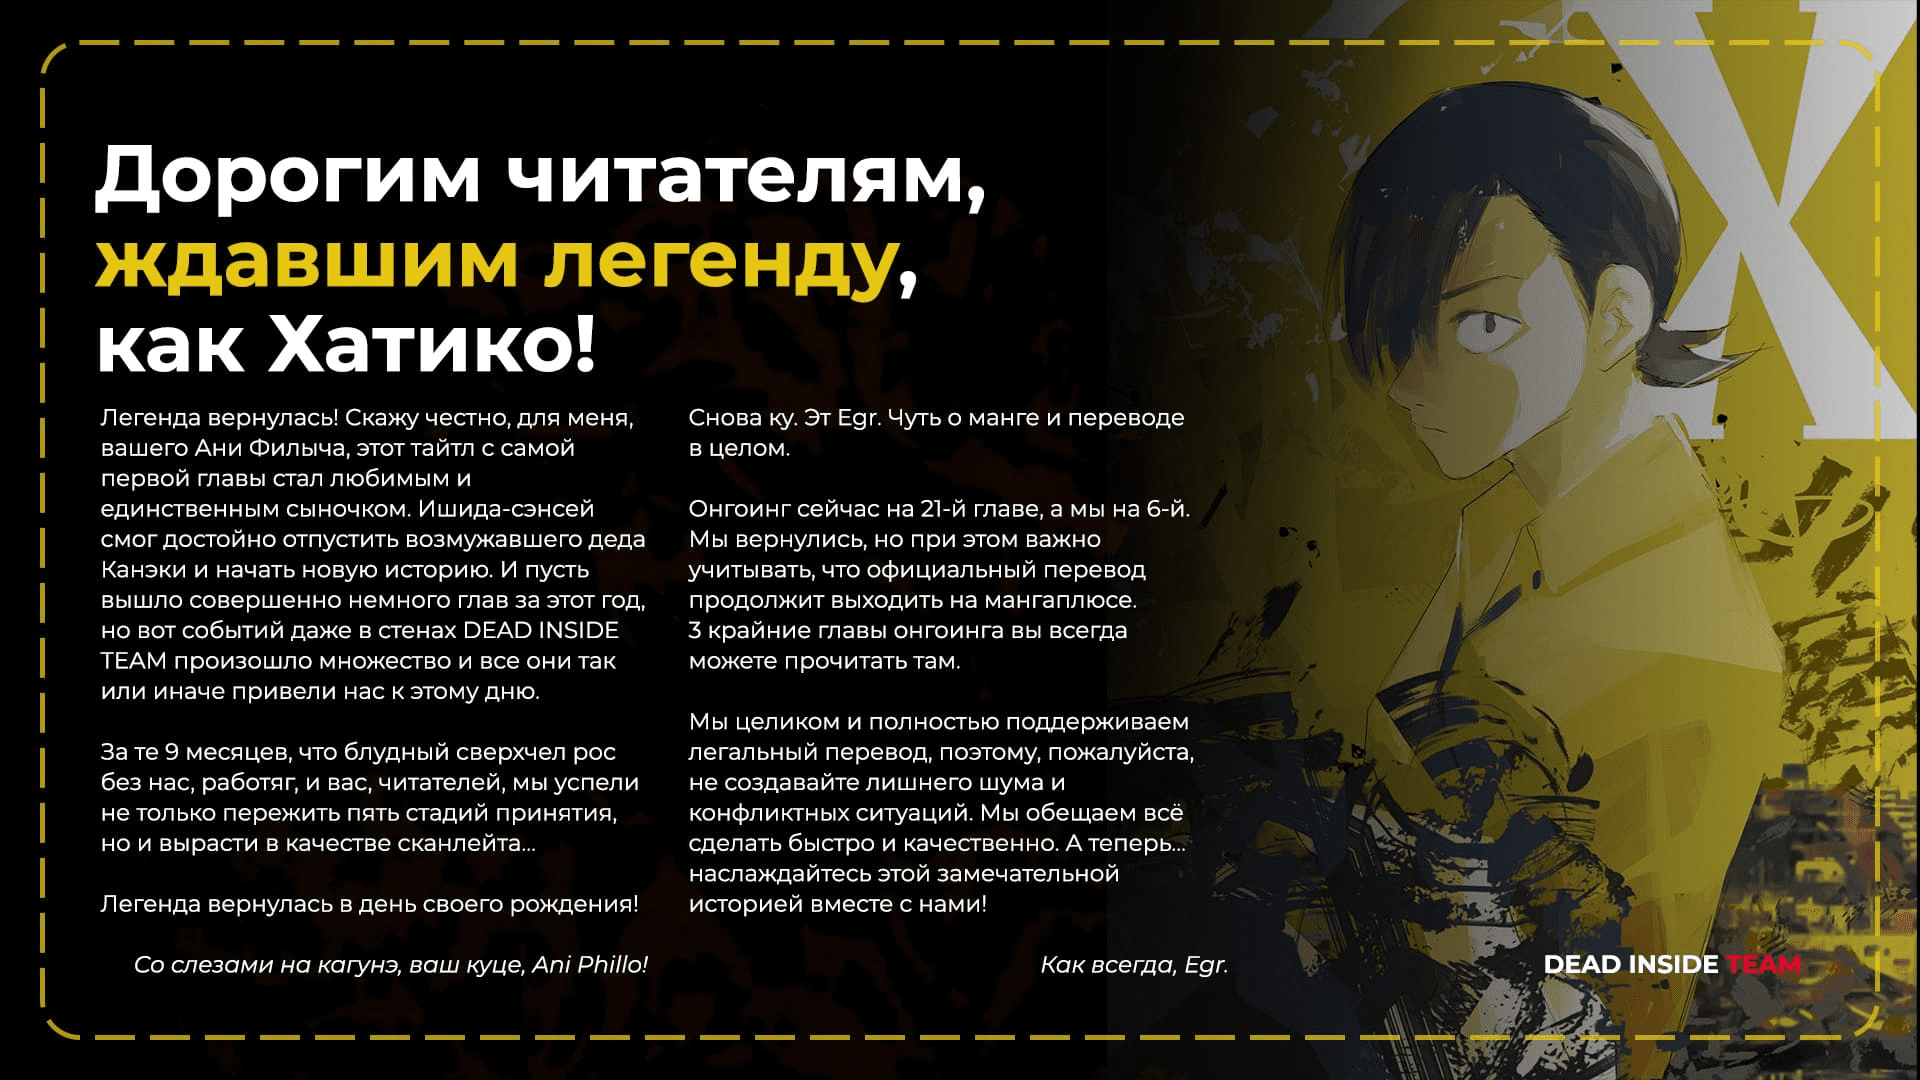 Дорогим читателям,
ждавшим легенду,
как Хатико!
Легенда вернулась! Скажу честно, для меня,
вашего Ани Филыча, этот тайтл с самой
первой главы стал любимым и
единственным сыночком. Ишида-сэнсей
смог достойно отпустить возмужавшего деда
Канэки и начать новую историю. И пусть
вышло совершенно немного глав за этот год,
но вот событий даже в стенах DEAD INSIDE
TEAM произошло множество и все они так
или иначе привели нас к этому дню.
За те 9 месяцев, что блудный сверхчел рос
без нас, работяг, и вас, читателей, мы успели
не только пережить пять стадий принятия,
но и вырасти в качестве сканлейта...
Легенда вернулась в день своего рождения!
Со слезами на кагунэ, ваш куце, Ani Phillo!
Снова ку. Эт Egr. Чуть о манге и переводе
в целом.
Онгоинг сейчас на 21-й главе, а мы на 6-й.
Мы вернулись, но при этом важно
учитывать, что официальный перевод
продолжит выходить на мангаплюсе.
3 крайние главы онгоинга вы всегда
можете прочитать там.
Мы целиком и полностью поддерживаем
легальный перевод, поэтому, пожалуйста,
не создавайте лишнего шума и
конфликтных ситуаций. Мы обещаем всё
сделать быстро и качественно. А теперь...
наслаждайтесь этой замечательной
историей вместе с нами!
Как всегда, Egr.
X
DEAD INSIDE TEAM